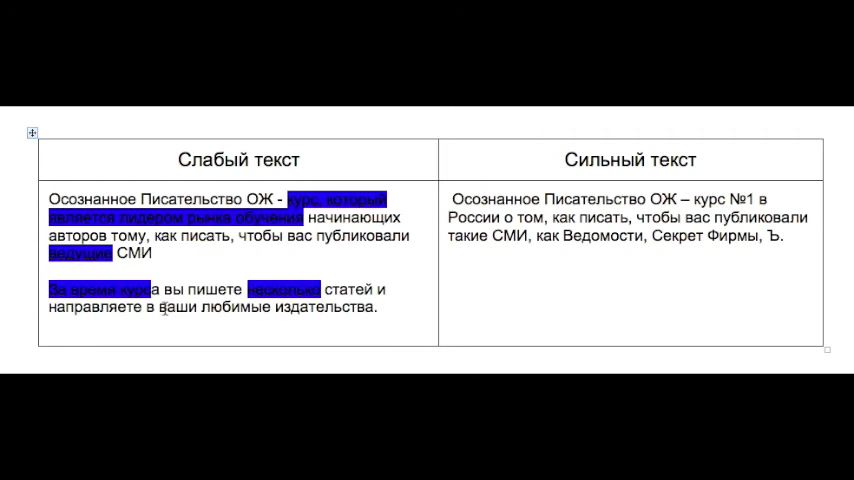 Слабый текст
Сильный текст
Осознанное Писательство ОЖ - курс, который
является лидером рынка обучения начинающих
авторов тому, как писать, чтобы вас публиковали
ведущие СМИ
За время курса вы пишете несколько статей и
направляете в ваши любимые издательства.
Осознанное Писательство ОЖ – курс №1 в
России о том, как писать, чтобы вас публиковали
такие СМИ, как Ведомости, Секрет Фирмы, Ъ.